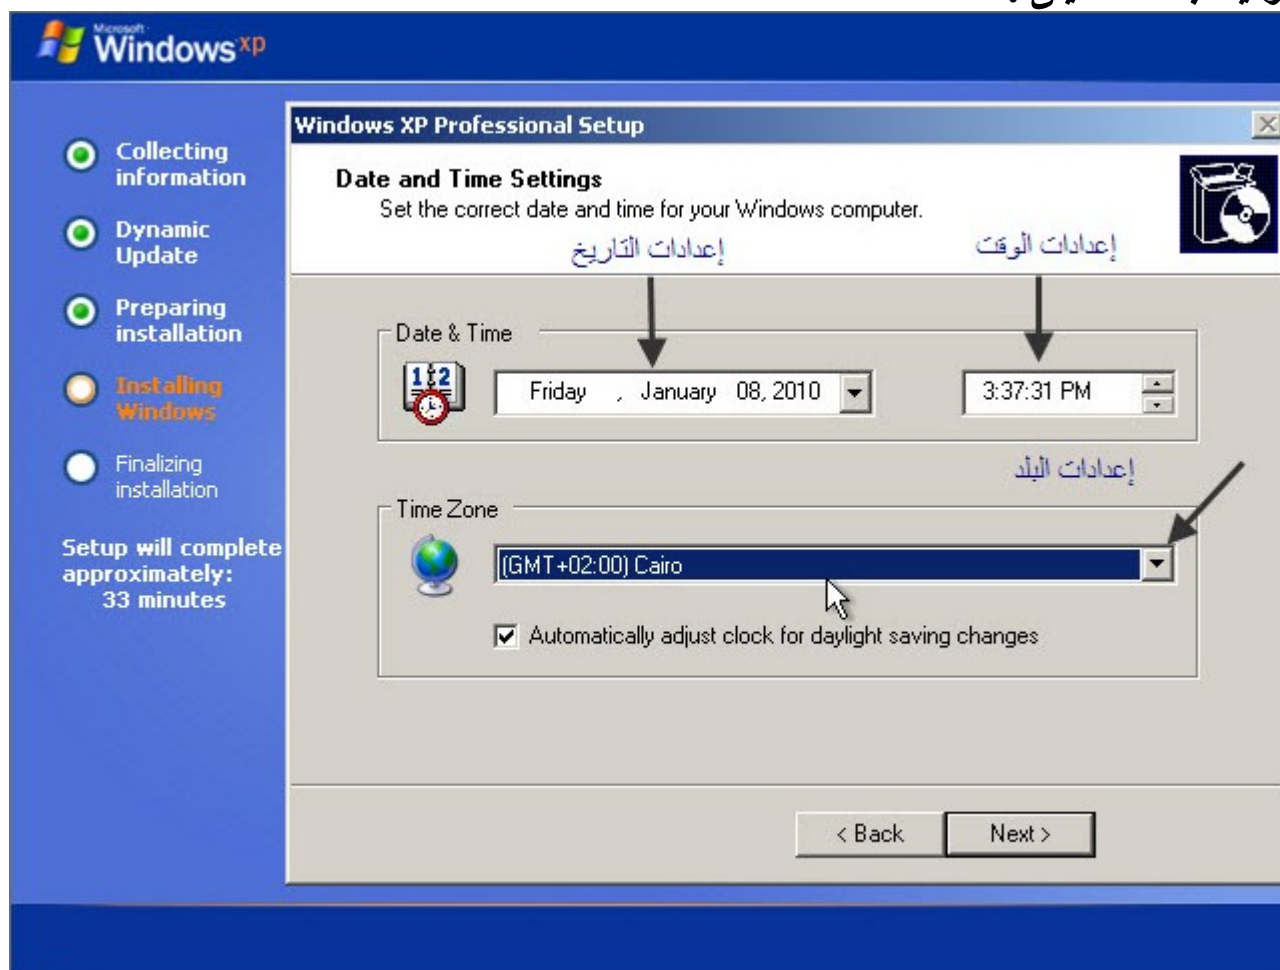 Microsoft
Windows xp
Windows XP Professional Setup
Collecting
information
Dynamic
Update
Preparing
installation
Installing
Windows
Finalizing
installation
Setup will complete
approximately:
33 minutes
Date and Time Settings
Set the correct date and time for your Windows computer.
إعدادات التاريخ
إعدادات الوقت
Date & Time
12
Friday , January 08, 2010
3:37:31 PM
إعدادات البلد
Time Zone
(GMT+02:00) Cairo
Automatically adjust clock for daylight saving changes
< Back
Next >